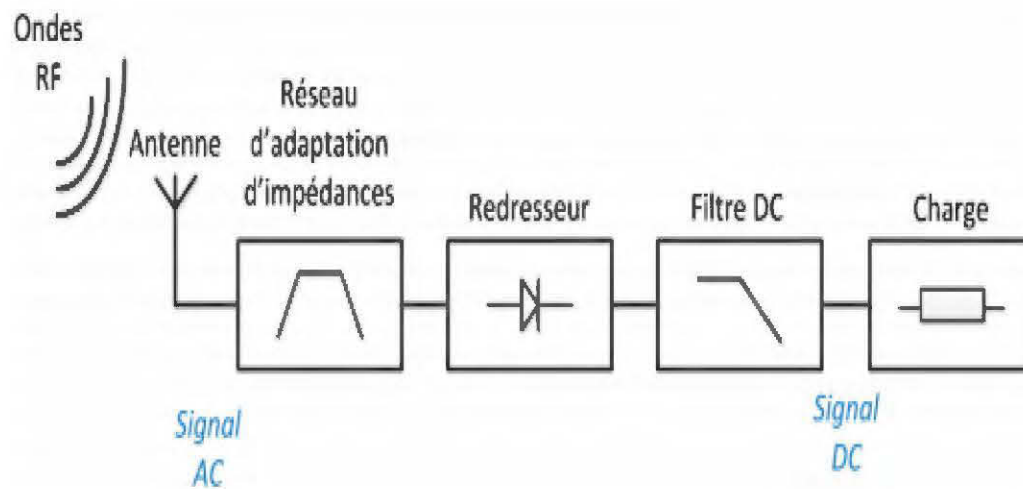 Ondes
RF
Antenne
Réseau
d'adaptation
d'impédances
Redresseur
Filtre DC
Charge
Signal
AC
Signal
DC